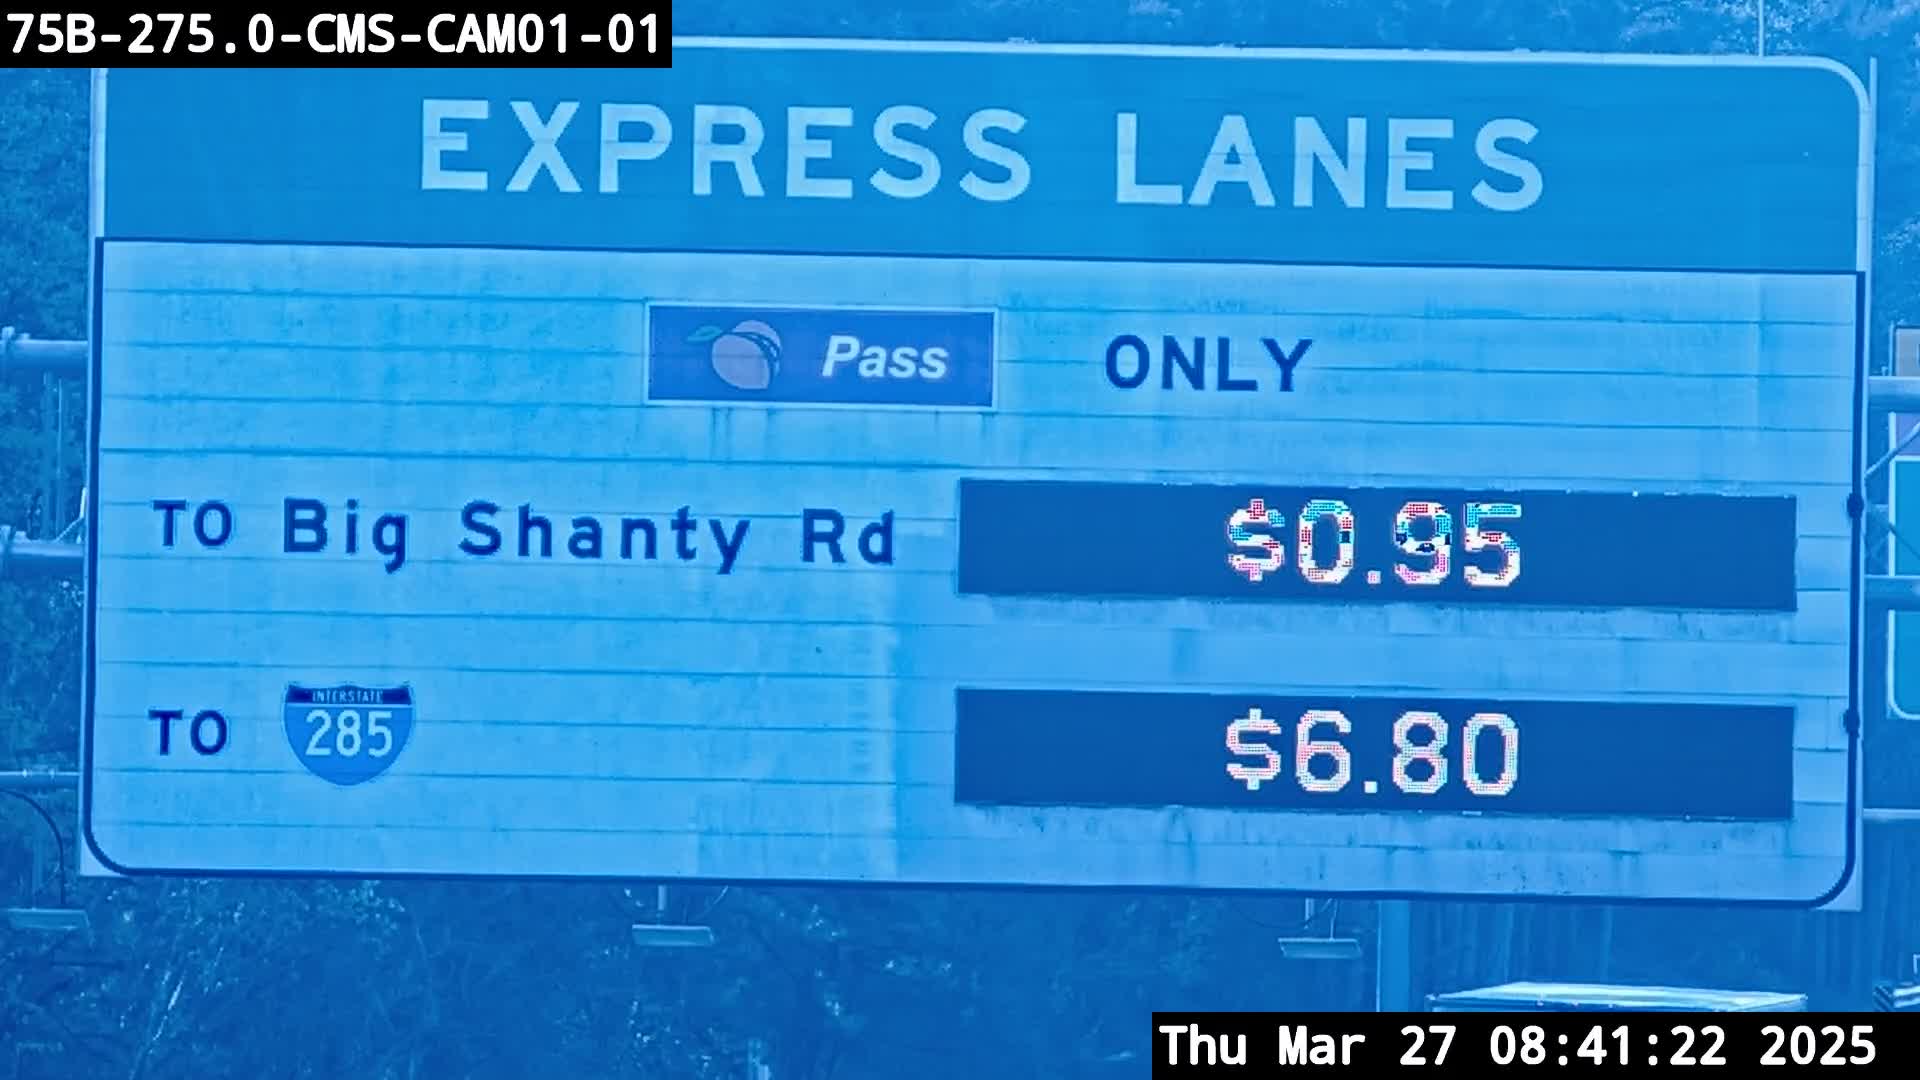 75B-275.0-CMS-CAM01-01
EXPRESS LANES
Pass ONLY
TO Big Shanty Rd $0.95
TO INTERSTATE 285 $6.80
Thu Mar 27 08:41:22 2025